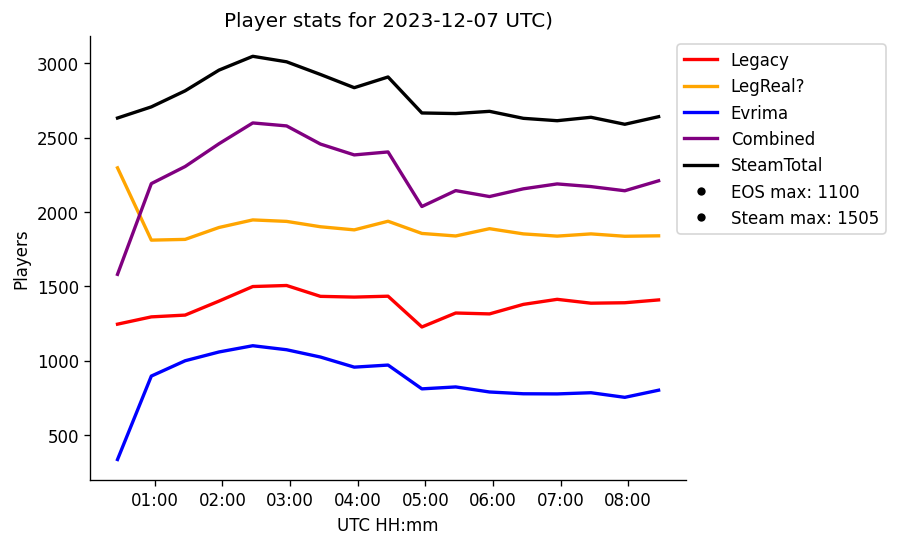 Player stats for 2023-12-07 UTC)
3000
2500
2000
1500
1000
500
Players
01:00 02:00 03:00 04:00 05:00 06:00 07:00 08:00
UTC HH:mm
Legacy
LegReal?
Evrima
Combined
SteamTotal
EOS max: 1100
Steam max: 1505